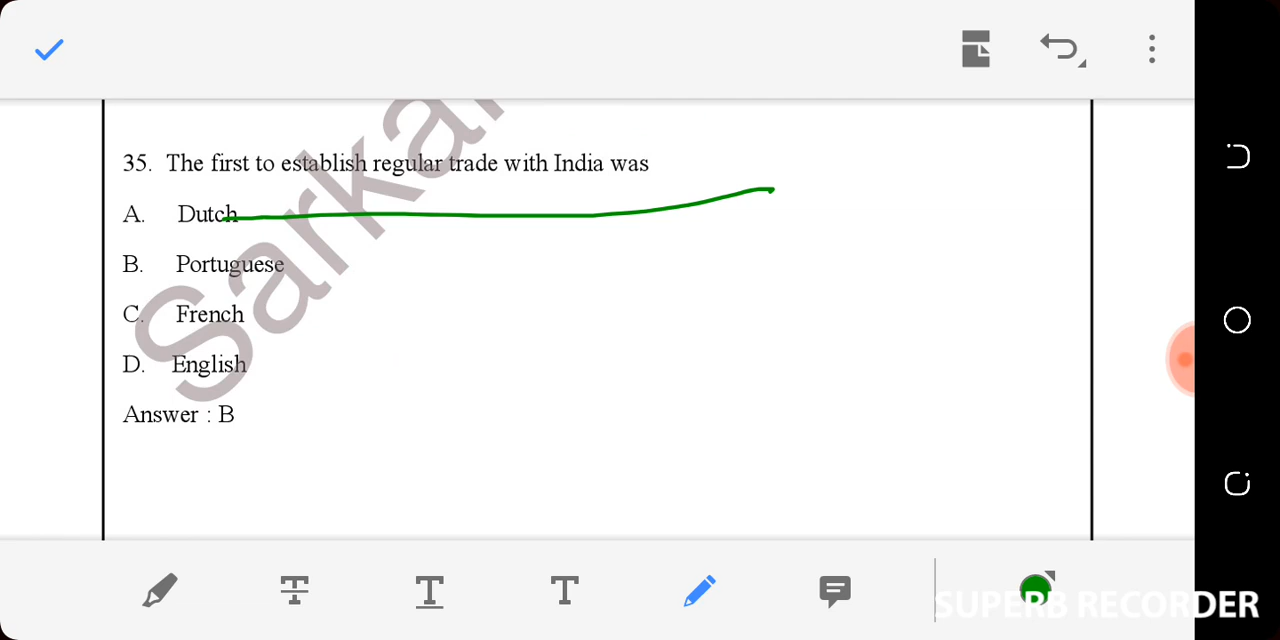 35. The first to establish regular trade with India was
A. Dutch
B. Portuguese
C. French
D. English
Answer : B
Sarkar
SUPERB RECORDER